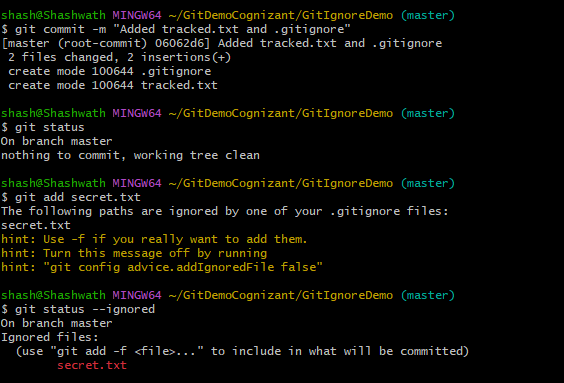 shash@Shashwath MINGW64 ~/GitDemoCognizant/GitIgnoreDemo (master)
$ git commit -m "Added tracked.txt and .gitignore"
[master (root-commit) 06062d6] Added tracked.txt and .gitignore
 2 files changed, 2 insertions(+)
 create mode 100644 .gitignore
 create mode 100644 tracked.txt

shash@Shashwath MINGW64 ~/GitDemoCognizant/GitIgnoreDemo (master)
$ git status
On branch master
nothing to commit, working tree clean

shash@Shashwath MINGW64 ~/GitDemoCognizant/GitIgnoreDemo (master)
$ git add secret.txt
The following paths are ignored by one of your .gitignore files:
secret.txt
hint: Use -f if you really want to add them.
hint: Turn this message off by running
hint: "git config advice.addIgnoredFile false"

shash@Shashwath MINGW64 ~/GitDemoCognizant/GitIgnoreDemo (master)
$ git status --ignored
On branch master
Ignored files:
  (use "git add -f <file>..." to include in what will be committed)
        secret.txt